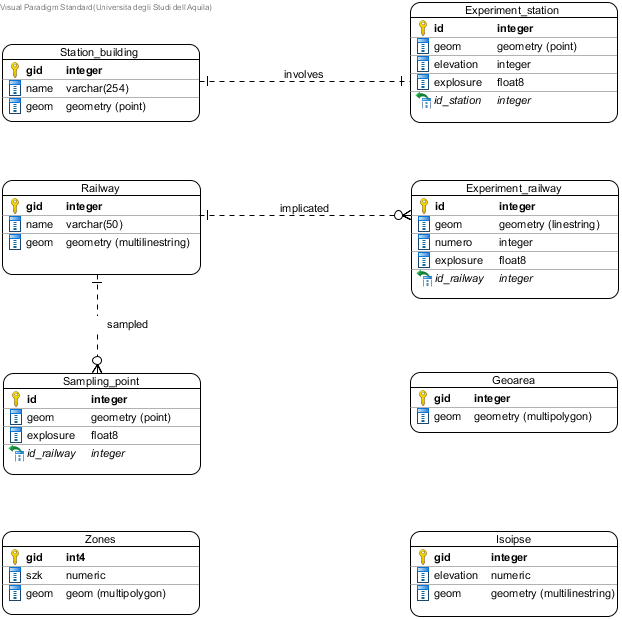 Visual Paradigm Standard(Universita degli Studi dell'Aquila)
Station_building
gid integer
name varchar(254)
geom geometry (point)
involves
Experiment_station
id integer
geom geometry (point)
elevation integer
explosure float8
id_station integer
Railway
gid integer
name varchar(50)
geom geometry (multilinestring)
implicated
Experiment_railway
id integer
geom geometry (linestring)
numero integer
explosure float8
id_railway integer
sampled
Sampling_point
id integer
geom geometry (point)
explosure float8
id_railway integer
Geoarea
gid integer
geom geometry (multipolygon)
Zones
gid int4
szk numeric
geom geom (multipolygon)
Isoipse
gid integer
elevation numeric
geom geometry (multilinestring)